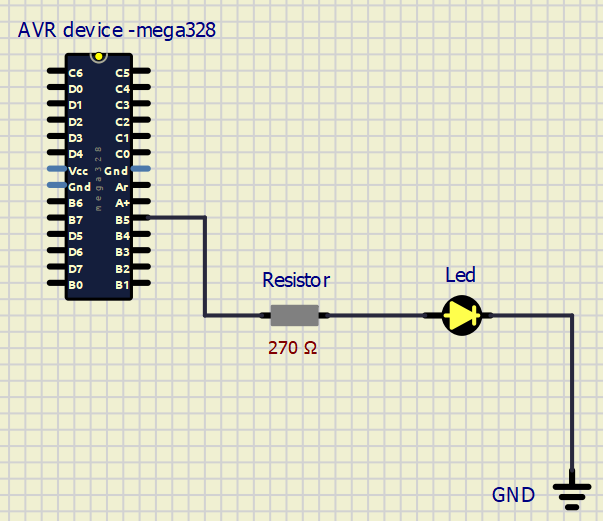 AVR device -mega328
C6 C5
D0 C4
D1 C3
D2 C2
D3 C1
D4 C0
Vcc Gnd
Gnd Ar
B6 A+
B7 B5
D5 B4
D6 B3
D7 B2
B0 B1
mega328
Resistor
270 Ω
Led
GND